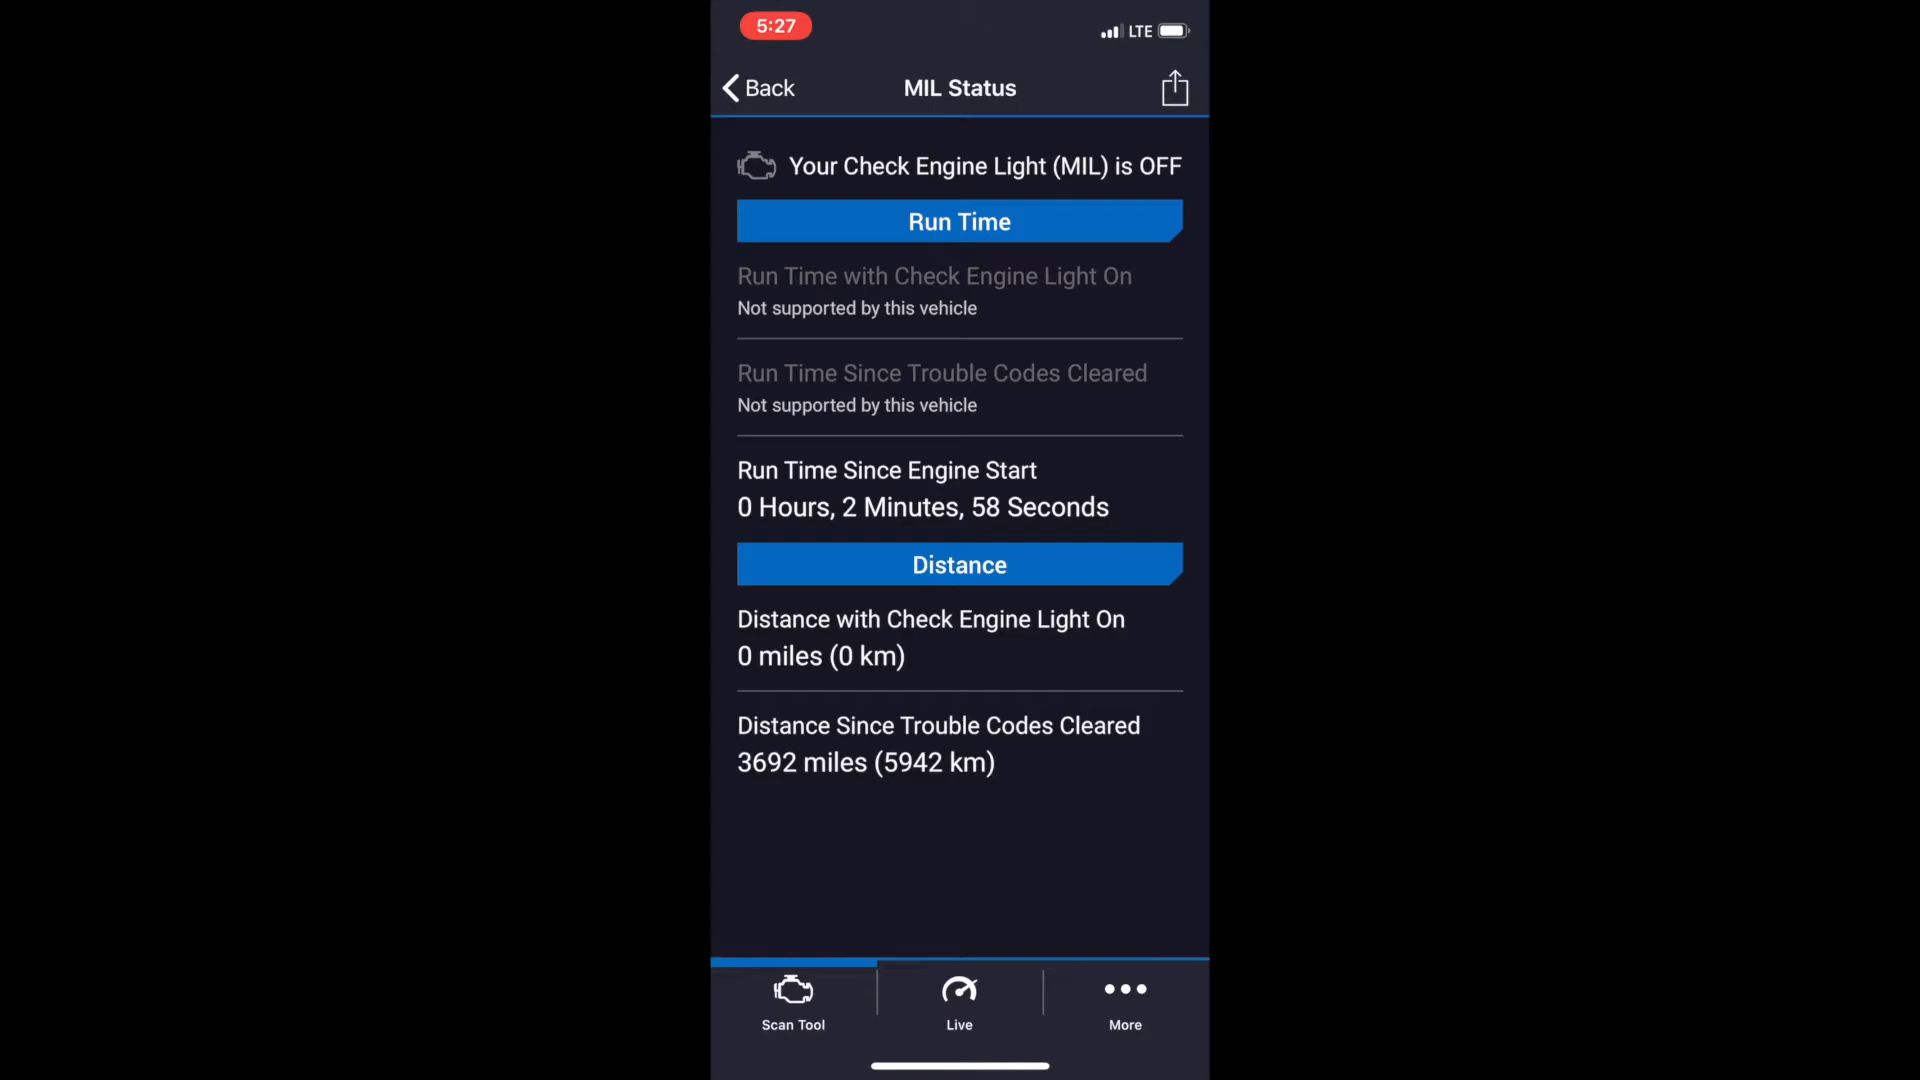 5:27
LTE
Back
MIL Status
Your Check Engine Light (MIL) is OFF
Run Time
Run Time with Check Engine Light On
Not supported by this vehicle
Run Time Since Trouble Codes Cleared
Not supported by this vehicle
Run Time Since Engine Start
0 Hours, 2 Minutes, 58 Seconds
Distance
Distance with Check Engine Light On
0 miles (0 km)
Distance Since Trouble Codes Cleared
3692 miles (5942 km)
Scan Tool
Live
More